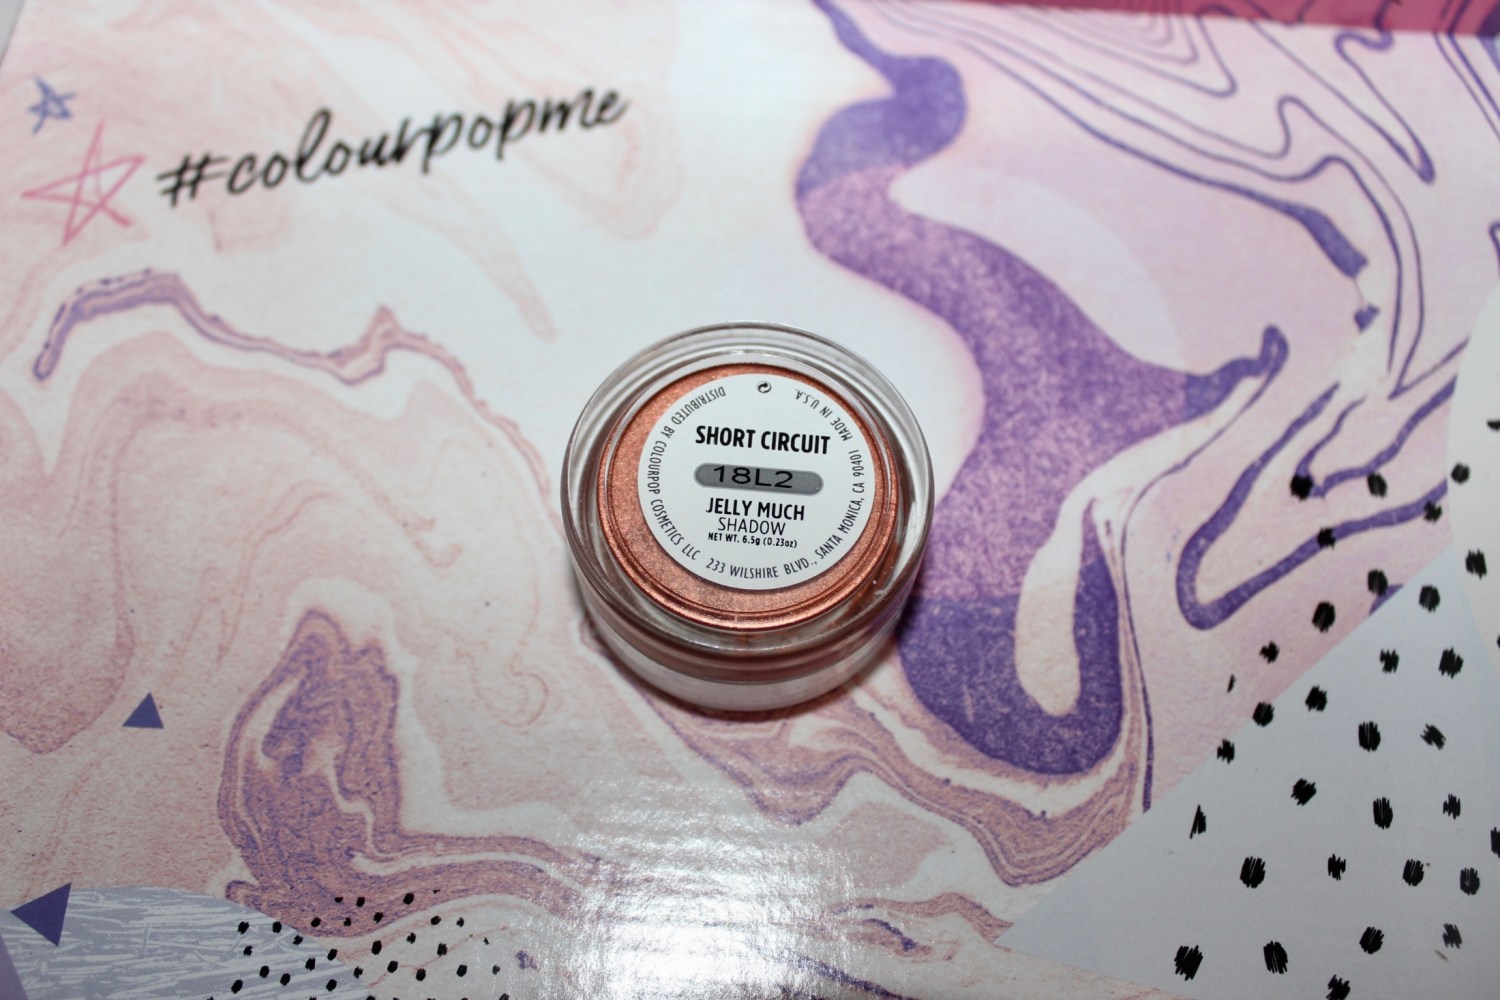 #colourpopme
SHORT CIRCUIT
18L2
JELLY MUCH
SHADOW
NET WT. 6.5g (0.23oz)
DISTRIBUTED BY COLOURPOP COSMETICS LLC 233 WILSHIRE BLVD., SANTA MONICA, CA 90401 MADE IN U.S.A.